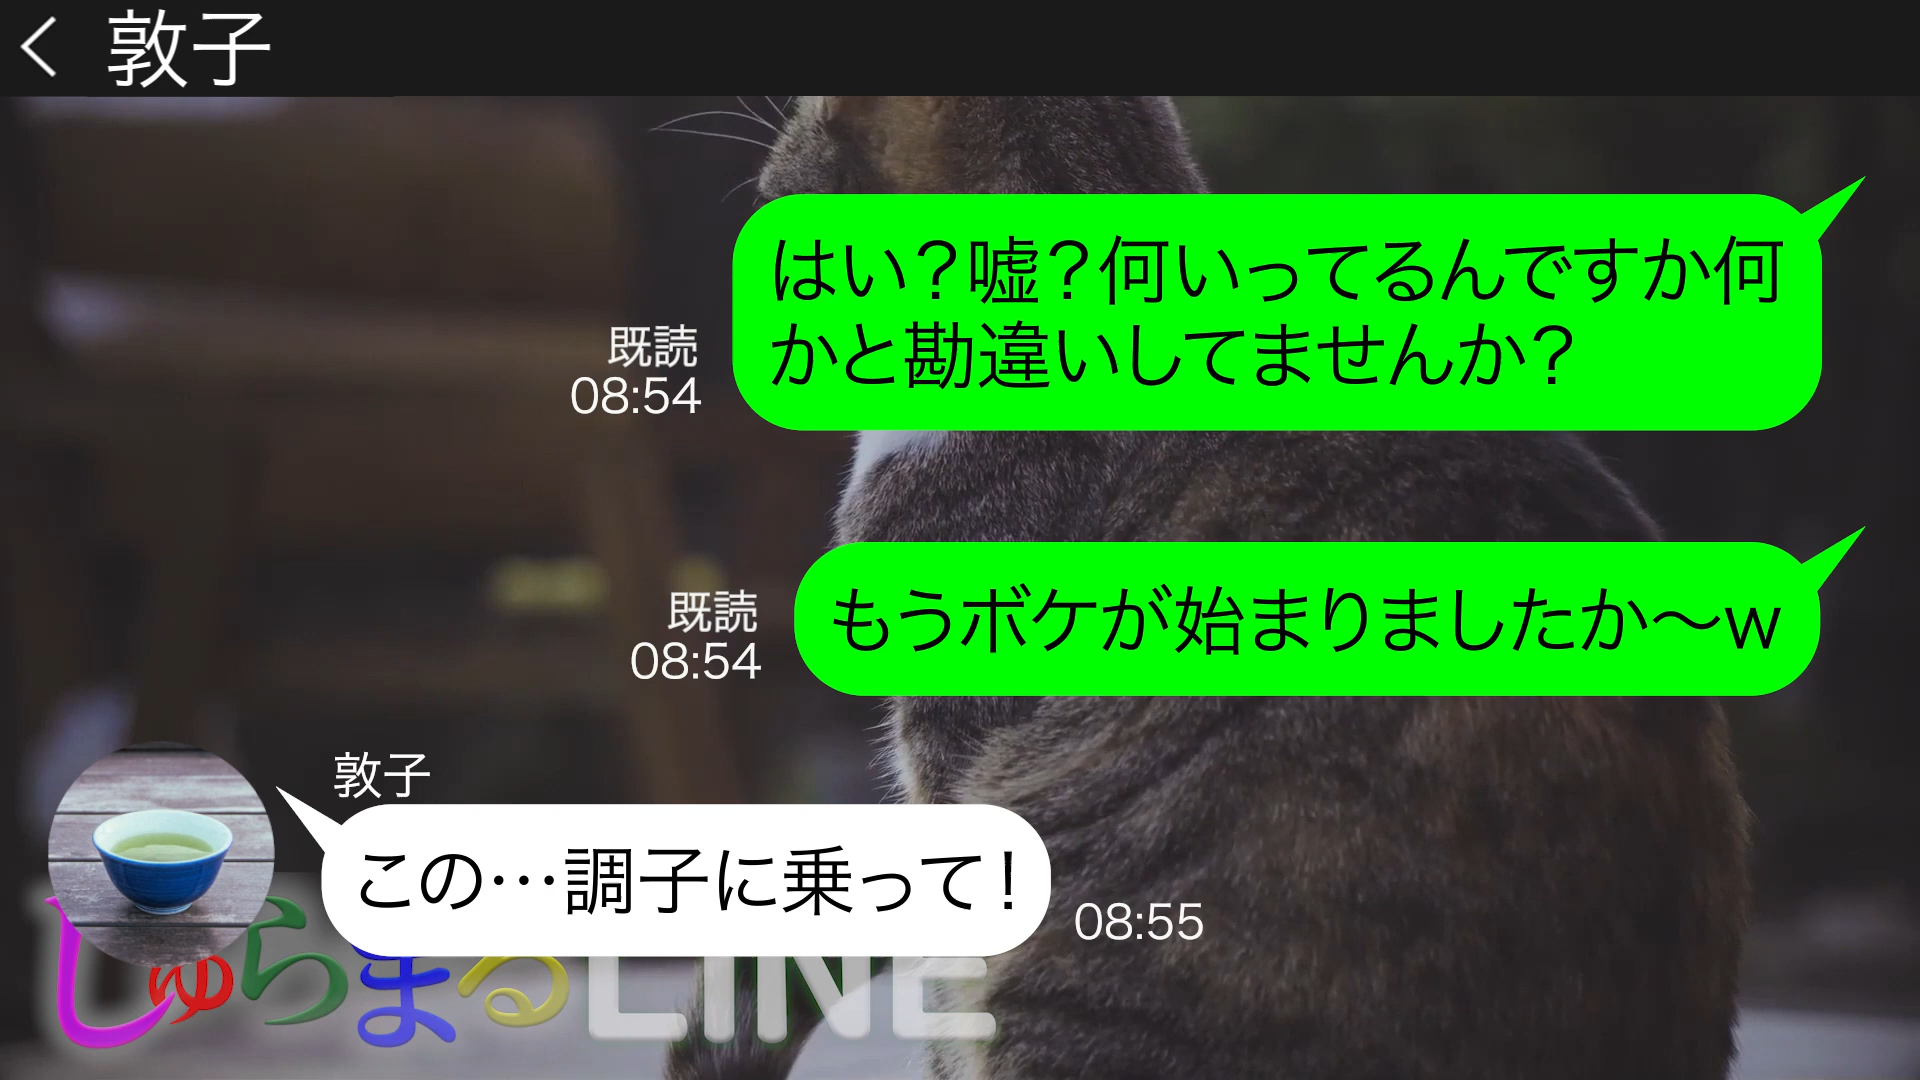 敦子
はい？嘘？何いってるんですか何
かと勘違いしてませんか？
既読
08:54
もうボケが始まりましたか〜w
既読
08:54
敦子
この…調子に乗って！
08:55
しゅらまるLINE